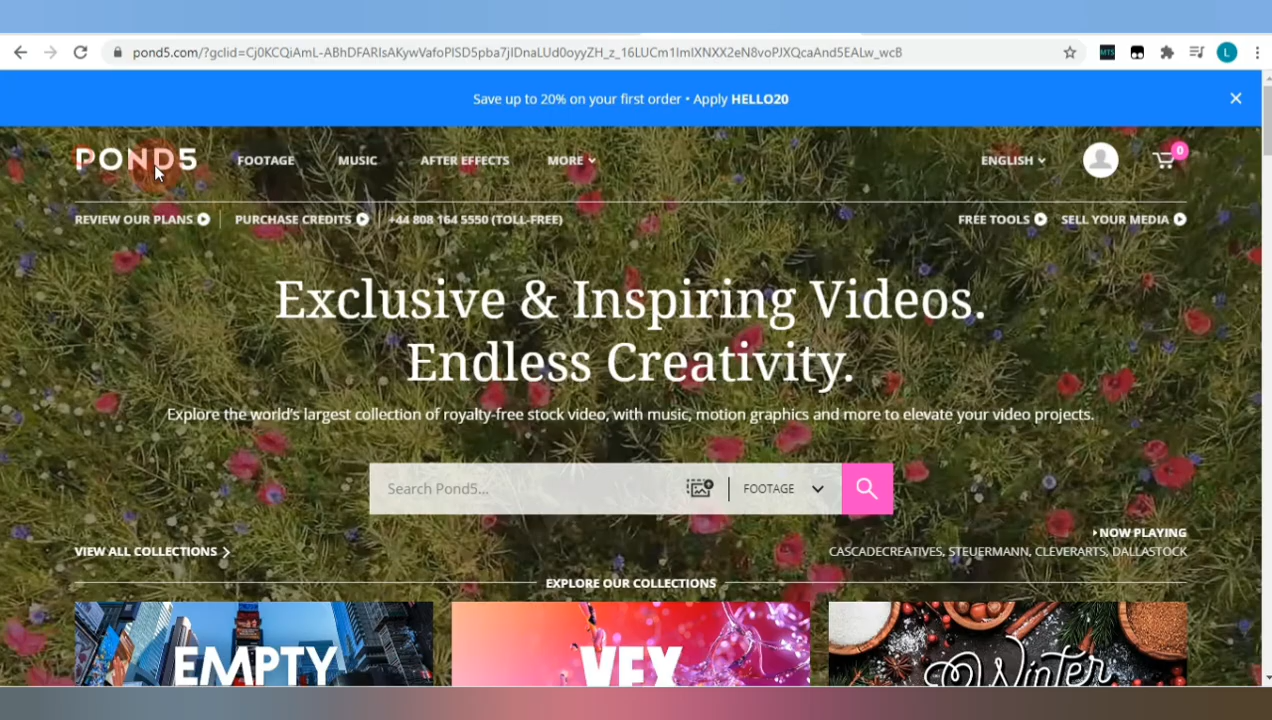 pond5.com/?gclid=Cj0KCQiAmL-ABhDFARIsAKywVafoPlSD5pba7jIDnaLUd0oyyZH_z_16LUCm1ImIXNXX2eN8voPJXQcaAnd5EALw_wcB
MTS
L
Save up to 20% on your first order • Apply HELLO20
POND5
FOOTAGE
MUSIC
AFTER EFFECTS
MORE
ENGLISH
0
REVIEW OUR PLANS
PURCHASE CREDITS
+44 808 164 5550 (TOLL-FREE)
FREE TOOLS
SELL YOUR MEDIA
Exclusive & Inspiring Videos.
Endless Creativity.
Explore the world's largest collection of royalty-free stock video, with music, motion graphics and more to elevate your video projects.
Search Pond5...
FOOTAGE
NOW PLAYING
VIEW ALL COLLECTIONS
CASCADECREATIVES, STEUERMANN, CLEVERARTS, DALLASTOCK
EXPLORE OUR COLLECTIONS
EMPTY
VFX
Winter